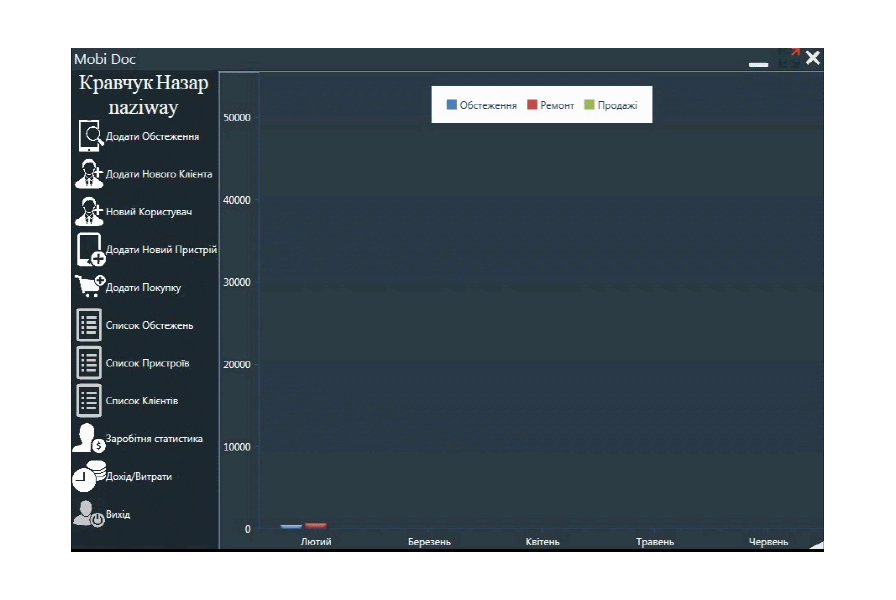 Mobi Doc
Кравчук Назар
naziway
Додати Обстеження
Додати Нового Клієнта
Новий Користувач
Додати Новий Пристрій
Додати Покупку
Список Обстежень
Список Пристроїв
Список Клієнтів
Заробітня статистика
Дохід/Витрати
Вихід
Обстеження Ремонт Продажі
50000
40000
30000
20000
10000
0
Лютий Березень Квітень Травень Червень